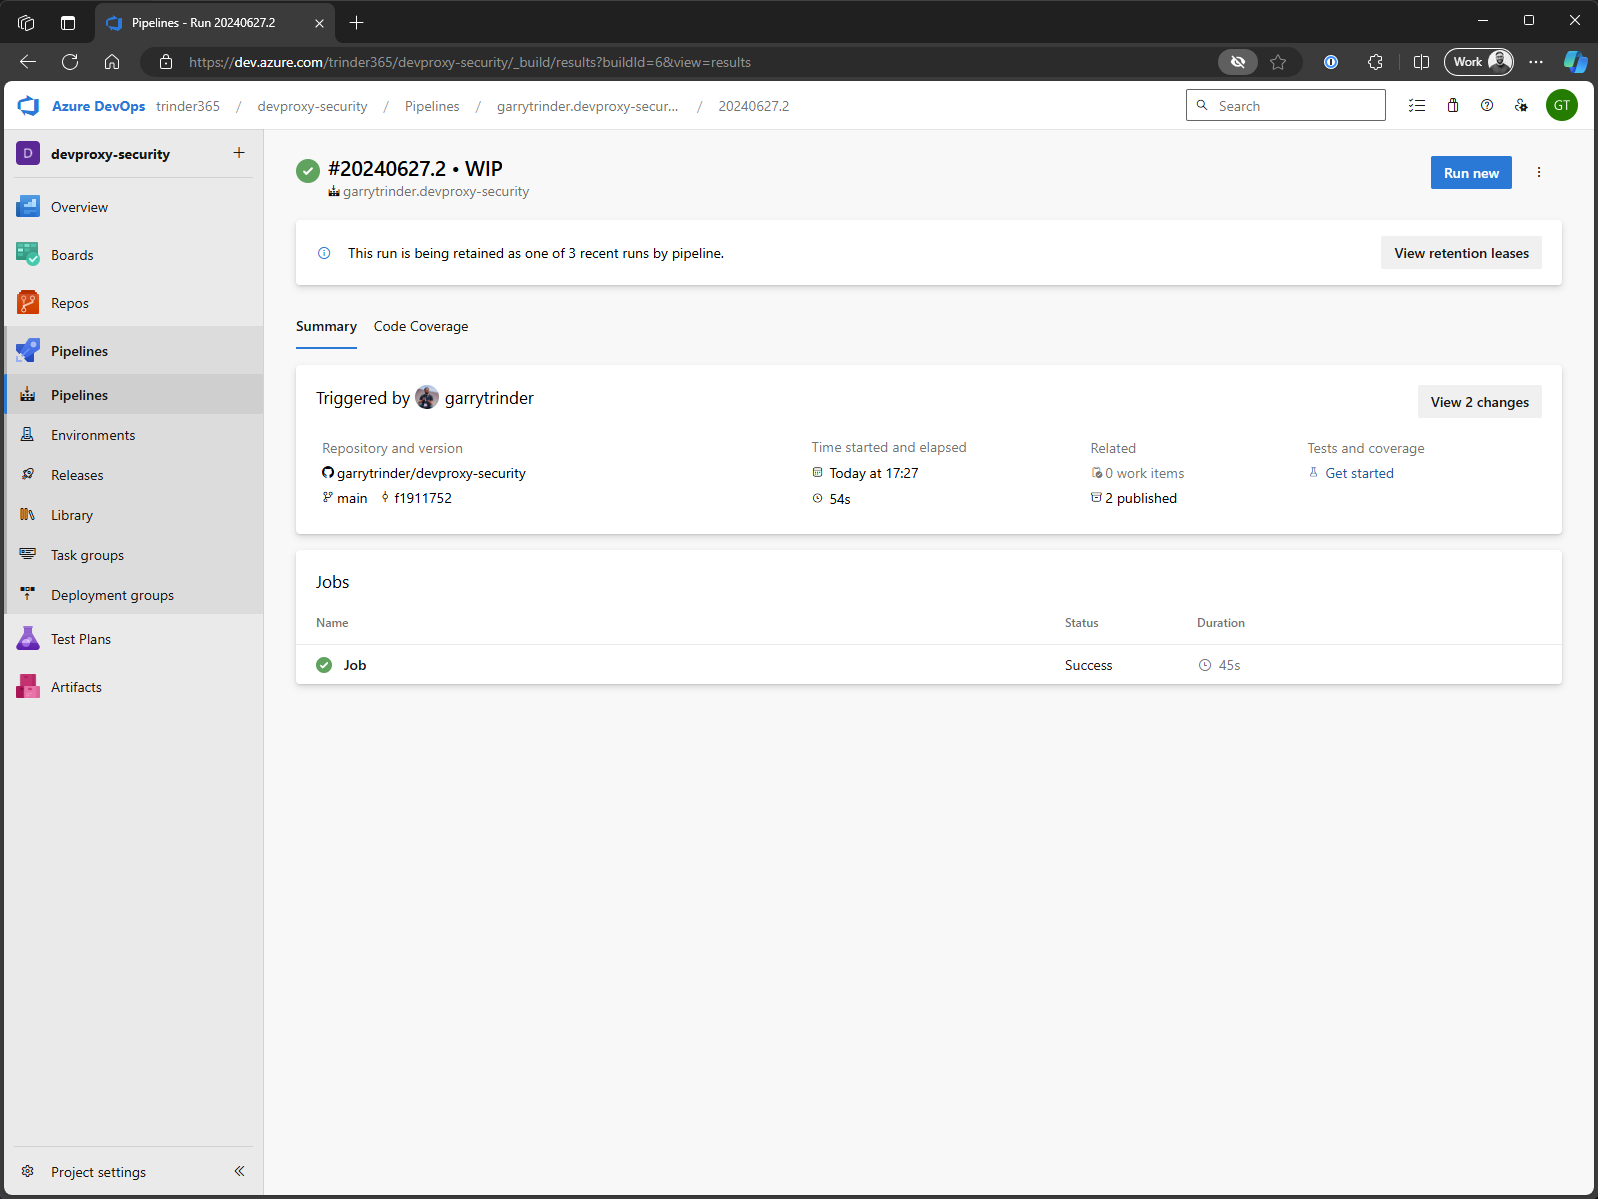 Pipelines - Run 20240627.2
https://dev.azure.com/trinder365/devproxy-security/_build/results?buildId=6&view=results
Work
Azure DevOps trinder365 / devproxy-security / Pipelines / garrytrinder.devproxy-secur... / 20240627.2
Search
GT
D devproxy-security
Overview
Boards
Repos
Pipelines
Pipelines
Environments
Releases
Library
Task groups
Deployment groups
Test Plans
Artifacts
Project settings
#20240627.2 • WIP
garrytrinder.devproxy-security
Run new
This run is being retained as one of 3 recent runs by pipeline.
View retention leases
Summary Code Coverage
Triggered by garrytrinder
View 2 changes
Repository and version
garrytrinder/devproxy-security
main f1911752
Time started and elapsed
Today at 17:27
54s
Related
0 work items
2 published
Tests and coverage
Get started
Jobs
Name Status Duration
Job Success 45s